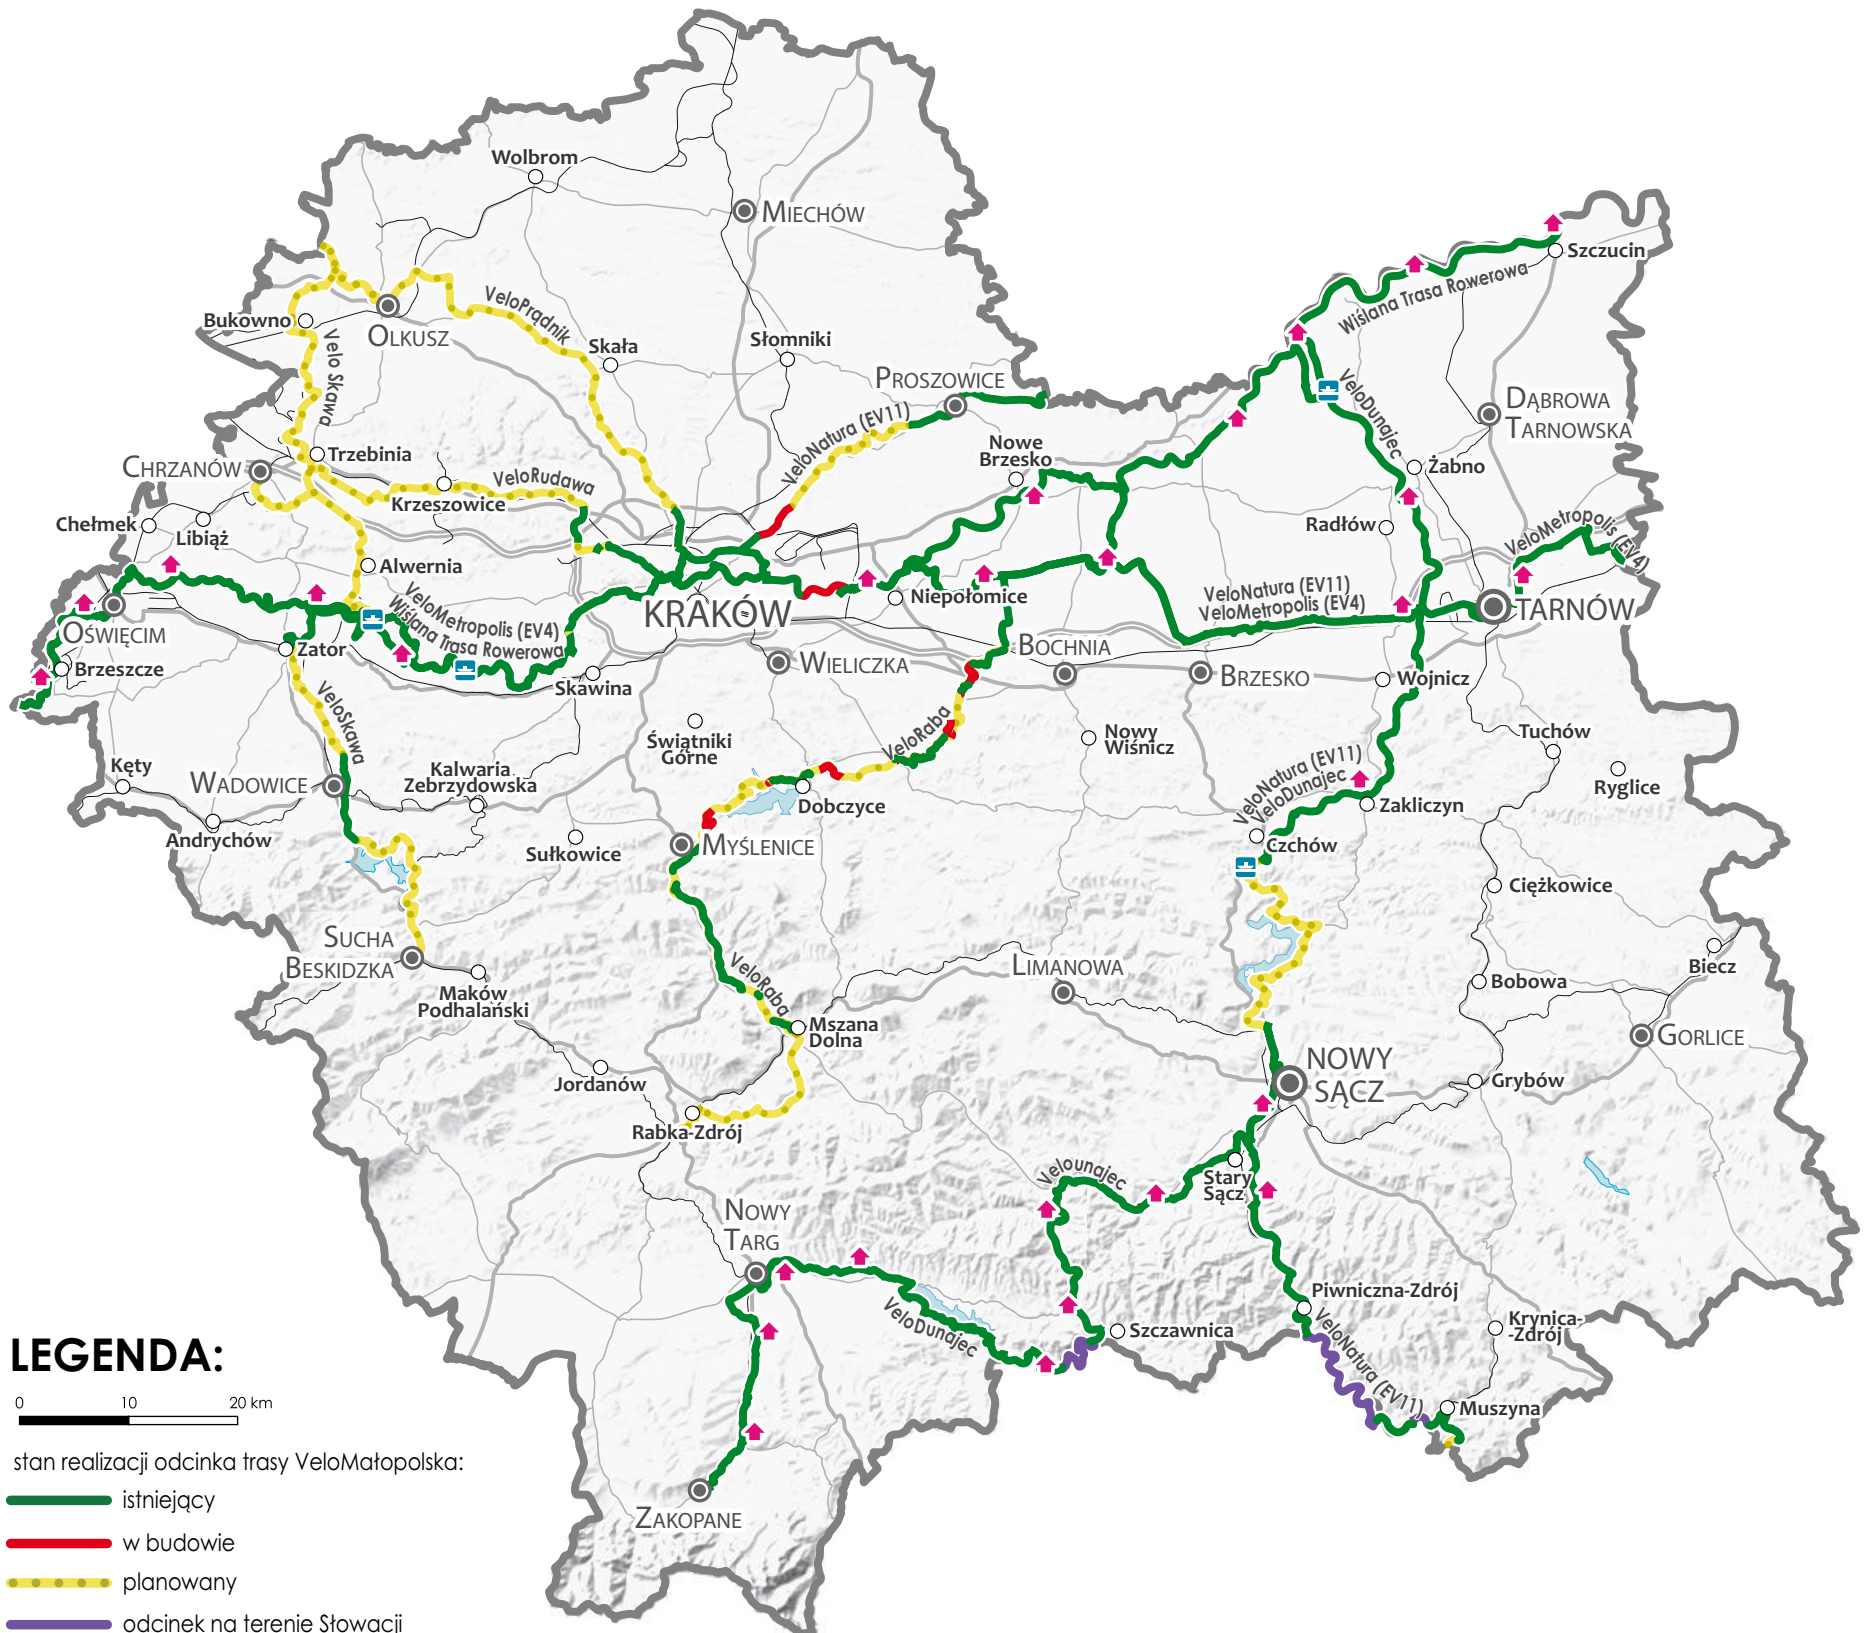 Wolbrom
MIECHÓW
Szczucin
Wiślana Trasa Rowerowa
Bukowno
OLKUSZ
VeloPrądnik
Velo Skawa
Skała
Słomniki
PROSZOWICE
VeloNatura (EV11)
VeloDunajec
DĄBROWA
TARNOWSKA
Nowe
Brzesko
Żabno
CHRZANÓW
Trzebinia
VeloRudawa
Krzeszowice
Chełmek
Libiąż
Radłów
VeloMetropolis (EV4)
Alwernia
VeloMetropolis (EV4)
Wiślana Trasa Rowerowa
KRAKÓW
Niepołomice
VeloNatura (EV11)
VeloMetropolis (EV4)
TARNÓW
OŚWIĘCIM
Zator
Brzeszcze
Skawina
WIELICZKA
BOCHNIA
BRZESKO
Wojnicz
VeloSkawa
Świątniki
Górne
VeloRaba
Nowy
Wiśnicz
Tuchów
Ryglice
Kęty
WADOWICE
Kalwaria
Zebrzydowska
Dobczyce
VeloNatura (EV11)
VeloDunajec
Zakliczyn
Andrychów
Sułkowice
MYŚLENICE
Czchów
Ciężkowice
SUCHA
BESKIDZKA
Maków
Podhalański
VeloRaba
LIMANOWA
Bobowa
Biecz
Mszana
Dolna
GORLICE
Jordanów
NOWY
SĄCZ
Grybów
Rabka-Zdrój
Velounajec
Stary
Sącz
NOWY
TARG
VeloDunajec
Szczawnica
Piwniczna-Zdrój
Krynica-
-Zdrój
VeloNatura (EV11)
Muszyna
ZAKOPANE
LEGENDA:
0 10 20 km
stan realizacji odcinka trasy VeloMałopolska:
istniejący
w budowie
planowany
odcinek na terenie Słowacji